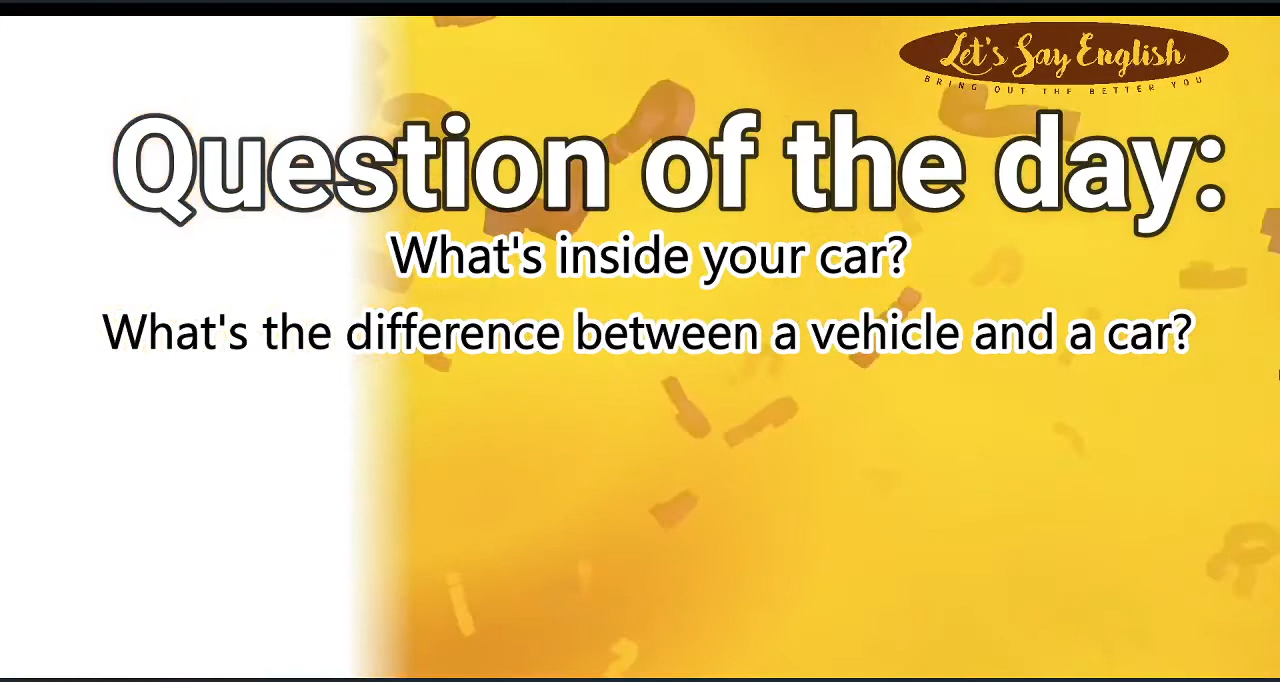 Let's Say English
BRING OUT THE BETTER YOU
Question of the day:
What's inside your car?
What's the difference between a vehicle and a car?